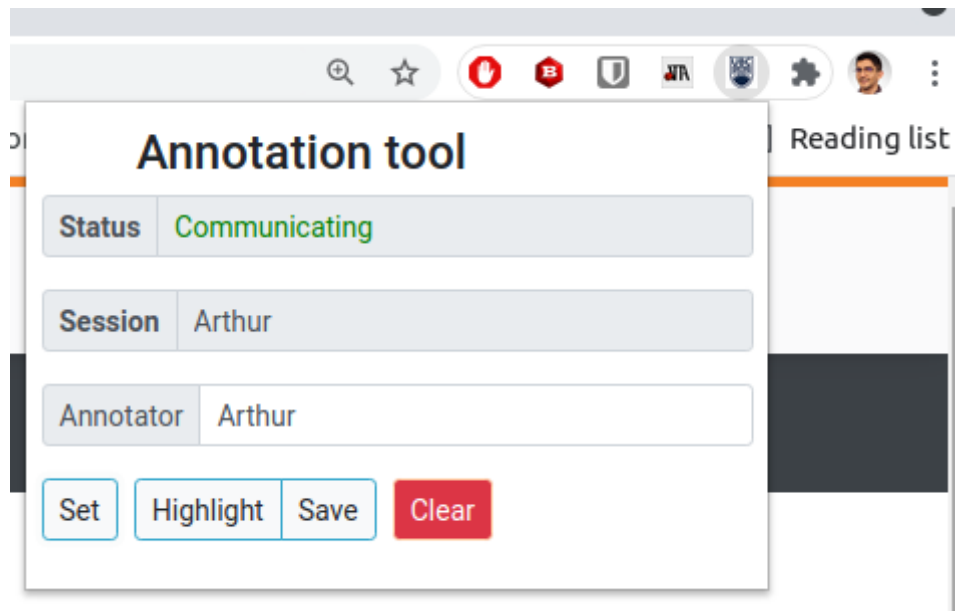 Reading list
Annotation tool
Status Communicating
Session Arthur
Annotator Arthur
Set Highlight Save Clear